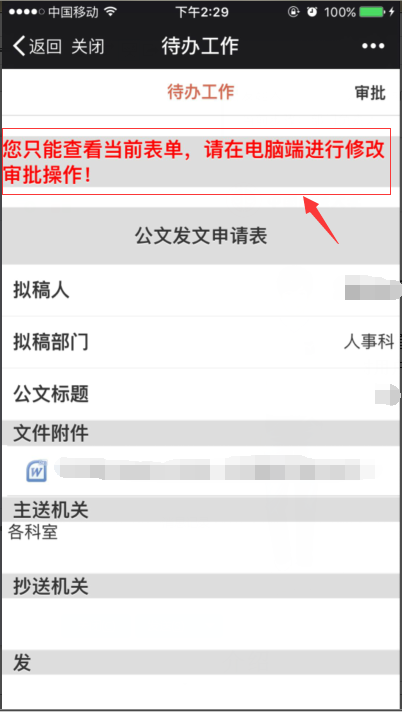 中国移动 下午2:29 100%
返回 关闭 待办工作
待办工作 审批
您只能查看当前表单，请在电脑端进行修改
审批操作！
公文发文申请表
拟稿人
拟稿部门 人事科
公文标题
文件附件
W
主送机关
各科室
抄送机关
发